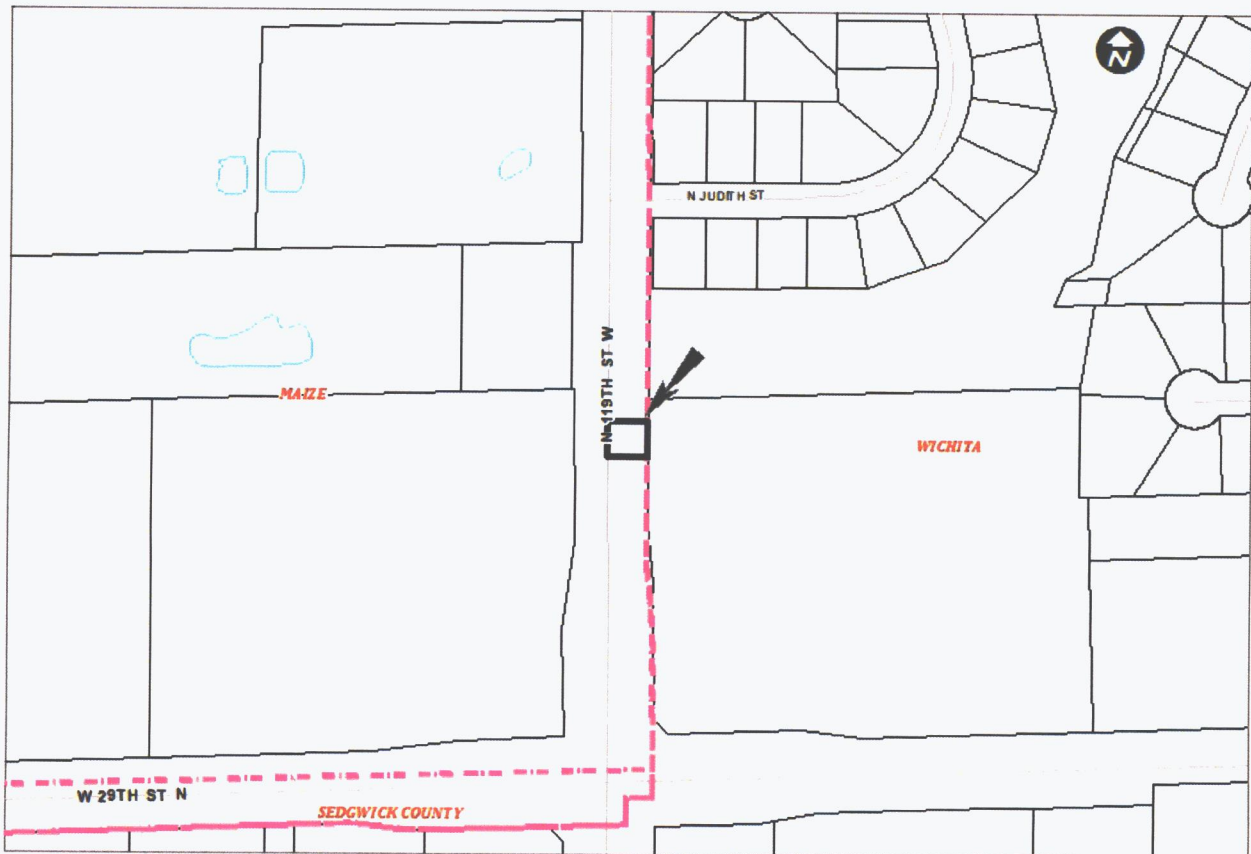 N
N JUDITH ST
N 119TH ST W
MAIZE
WICHITA
W 29TH ST N
SEDGWICK COUNTY